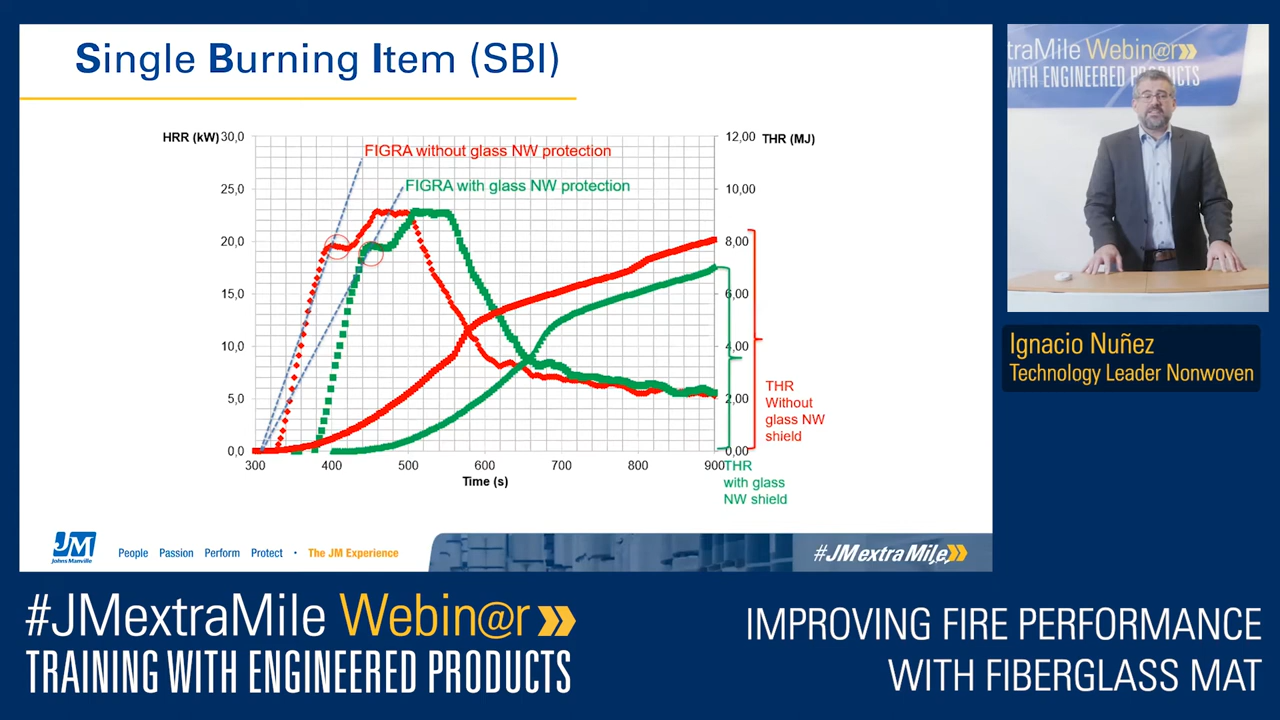 Single Burning Item (SBI)
HRR (kW)
THR (MJ)
30,0
25,0
20,0
15,0
10,0
5,0
0,0
12,00
10,00
8,00
6,00
4,00
2,00
0,00
300
400
500
600
700
800
900
Time (s)
FIGRA without glass NW protection
FIGRA with glass NW protection
THR
Without
glass NW
shield
THR
with glass
NW shield
JM
Johns Manville
People Passion Perform Protect • The JM Experience
#JMextraMile
traMile Webin@r
WITH ENGINEERED PRODUCTS
Ignacio Nuñez
Technology Leader Nonwoven
#JMextraMile Webin@r
TRAINING WITH ENGINEERED PRODUCTS
IMPROVING FIRE PERFORMANCE
WITH FIBERGLASS MAT